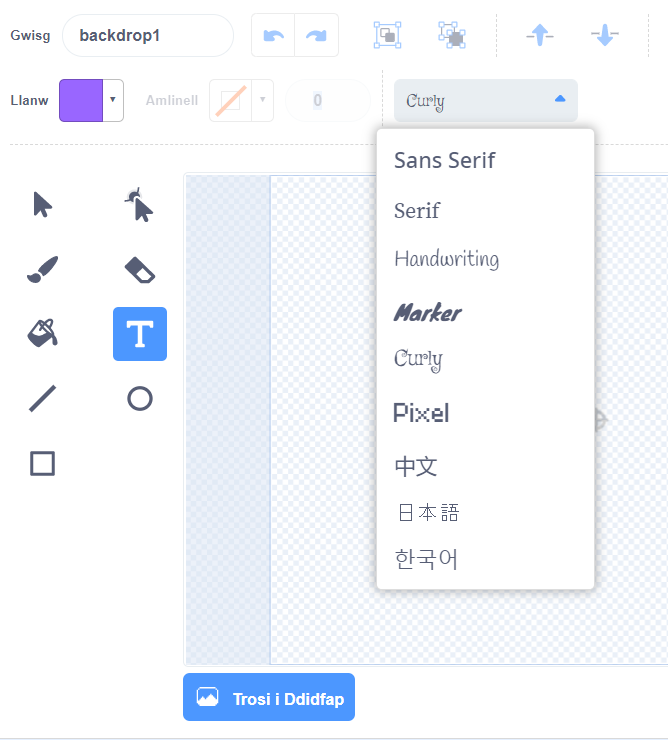 Gwisg backdrop1
Llanw Amlinell 0 Curly
Sans Serif
Serif
Handwriting
Marker
Curly
Pixel
中文
日本語
한국어
T
Trosi i Ddidfap